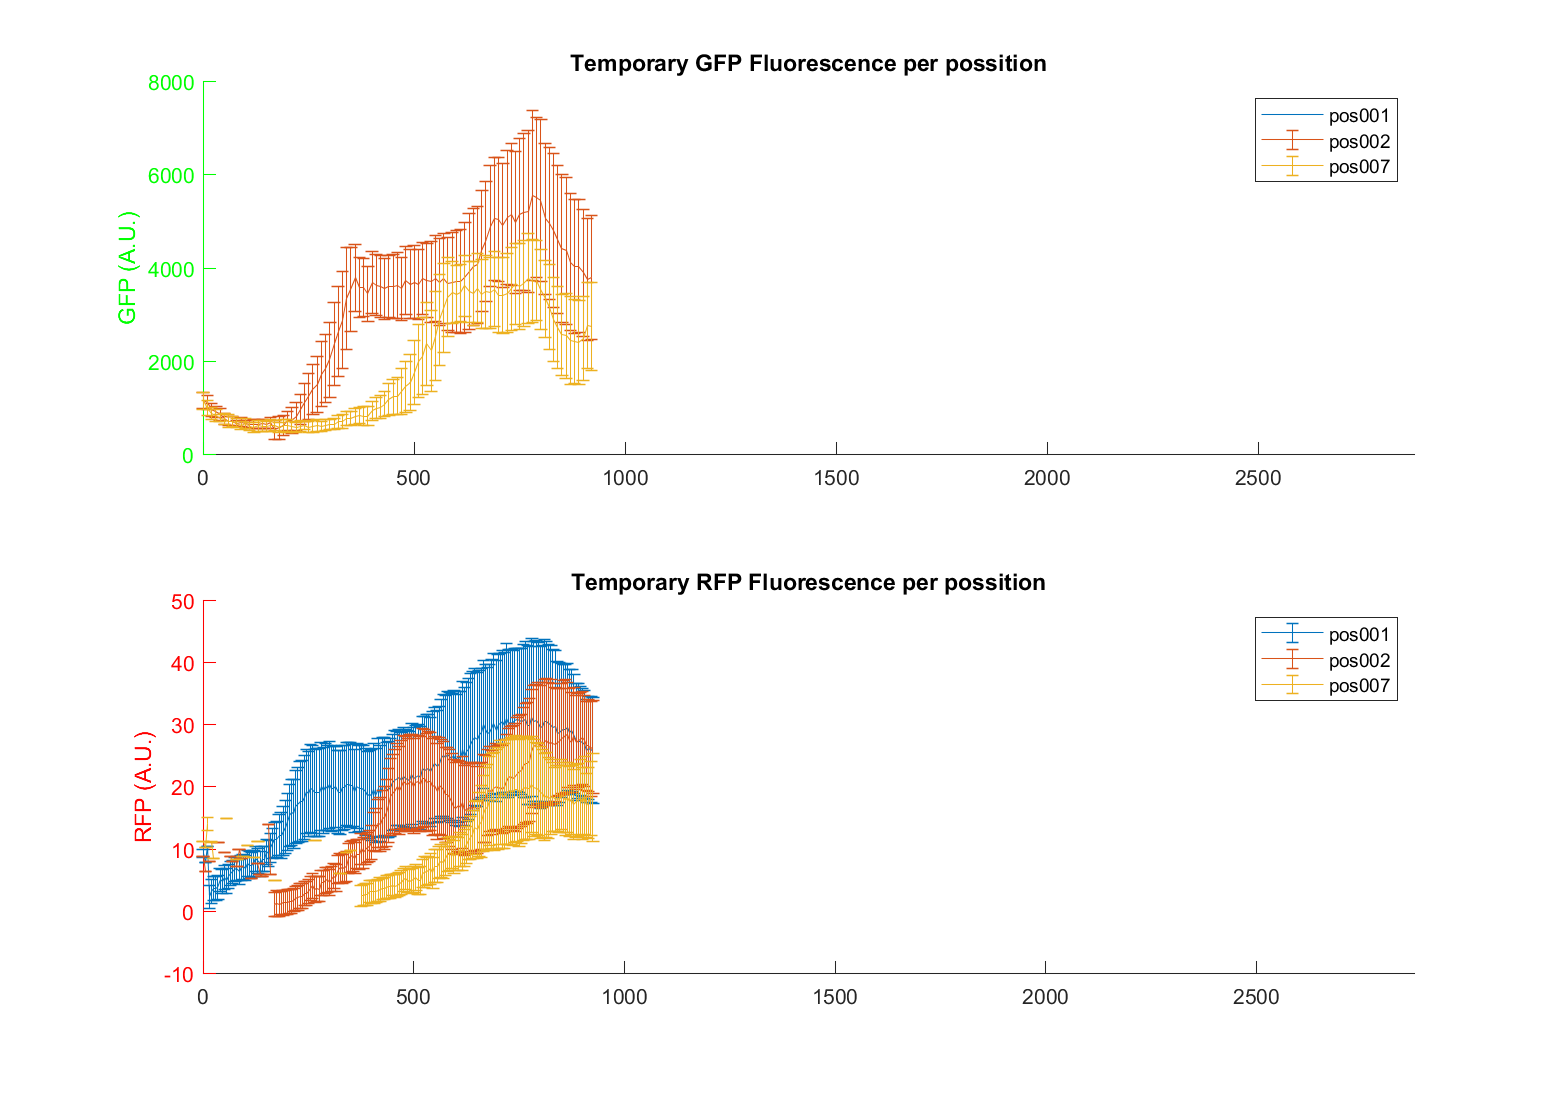 Temporary GFP Fluorescence per possition
8000
6000
4000
2000
0
GFP (A.U.)
pos001
pos002
pos007
0 500 1000 1500 2000 2500
Temporary RFP Fluorescence per possition
50
40
30
20
10
0
-10
RFP (A.U.)
pos001
pos002
pos007
0 500 1000 1500 2000 2500